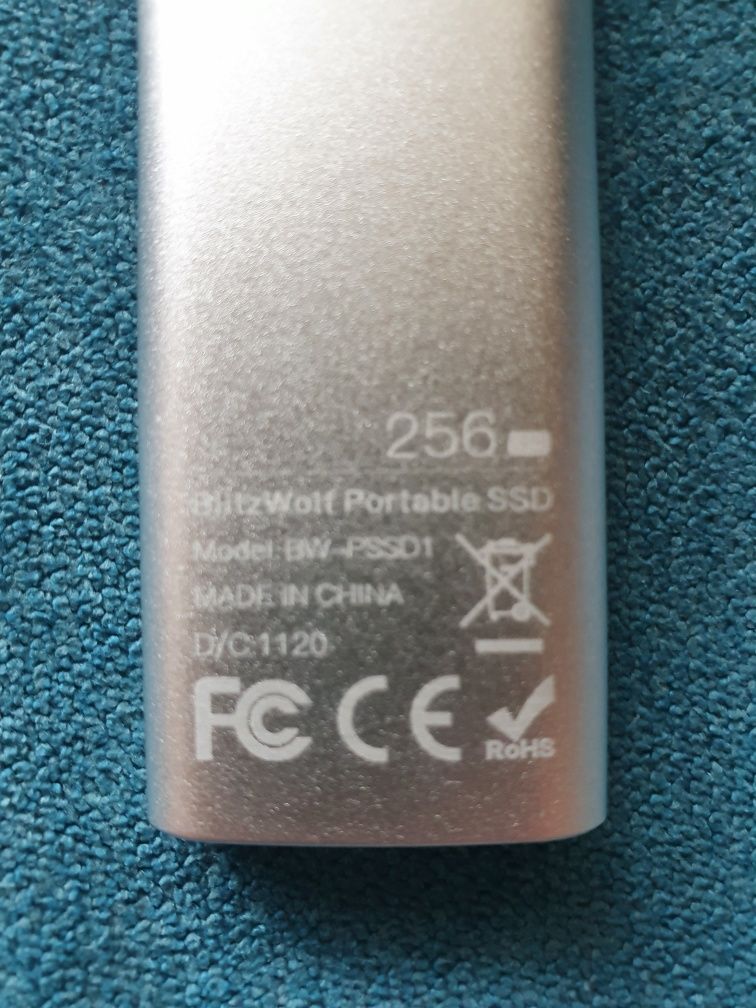 256
BlitzWolf Portable SSD
Model: BW-PSSD1
MADE IN CHINA
D/C:1120
FC CE
RoHS